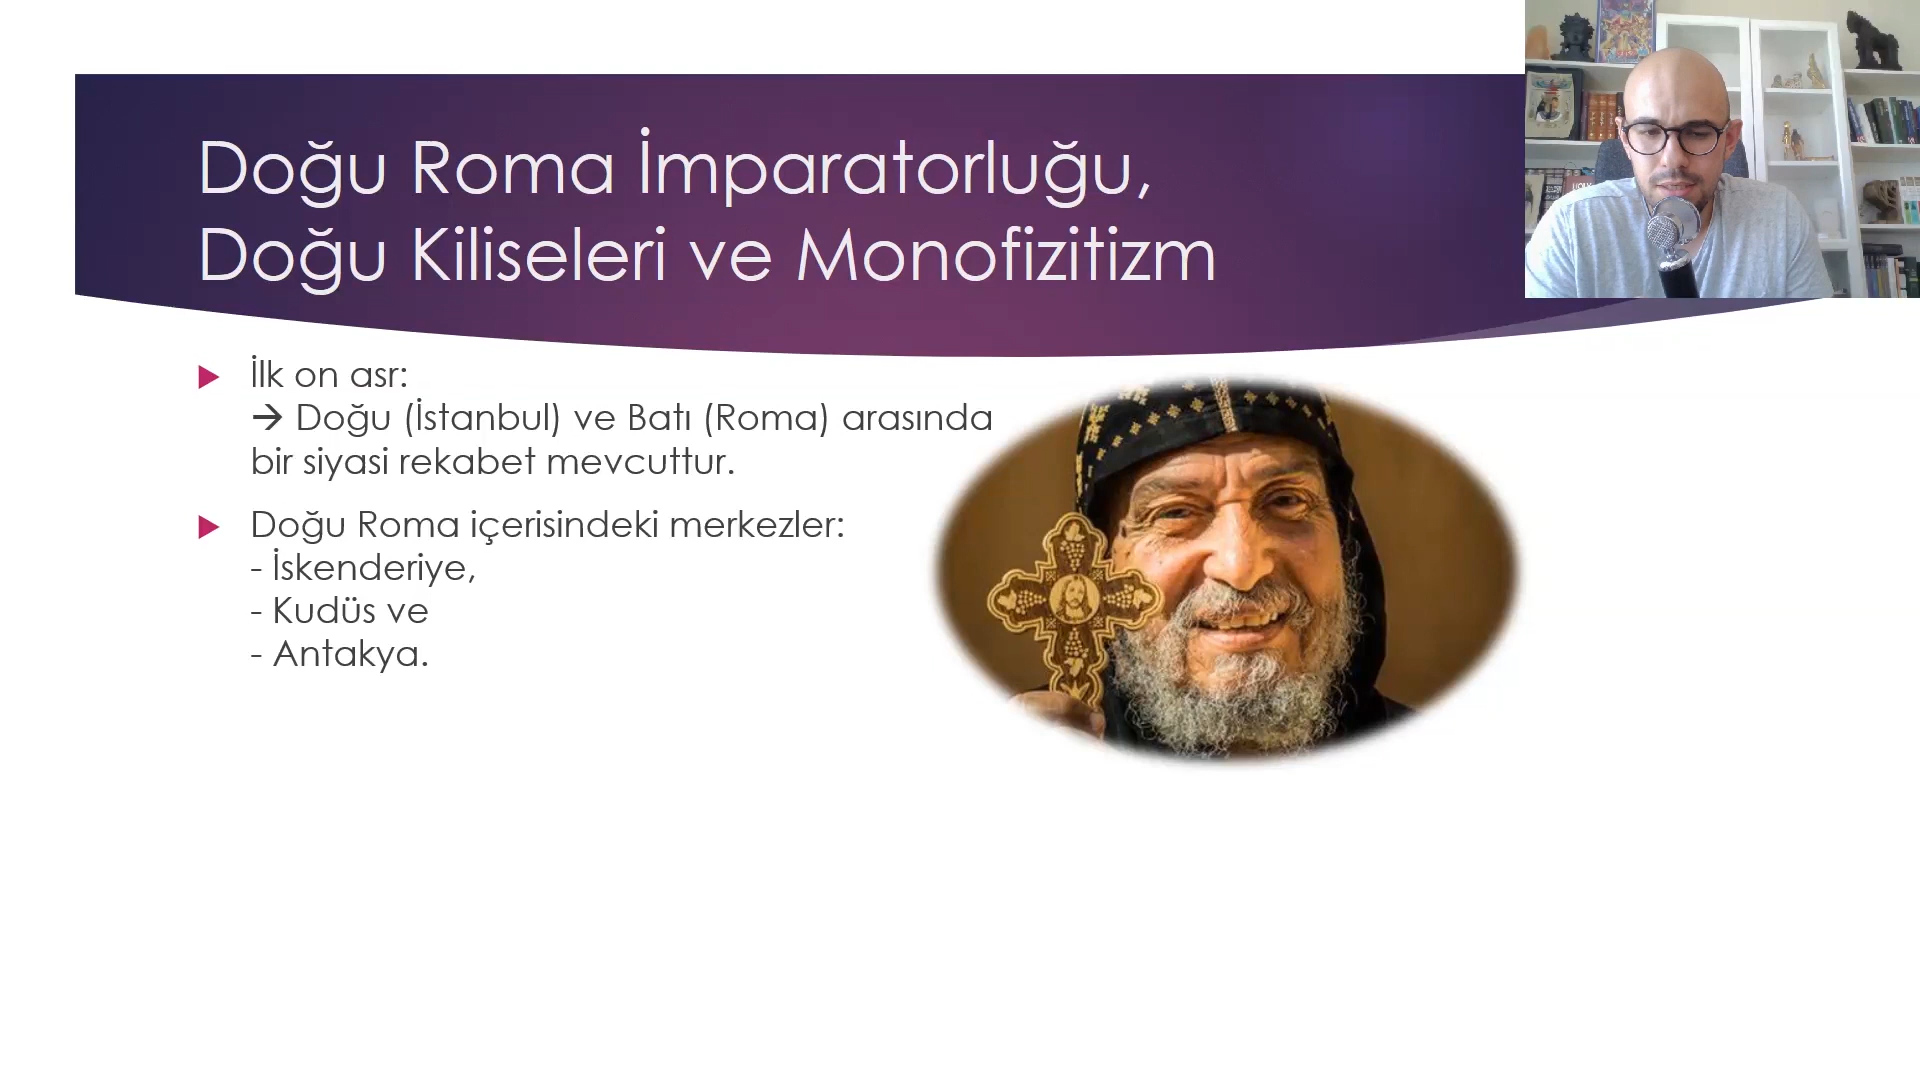 Doğu Roma İmparatorluğu,
Doğu Kiliseleri ve Monofizitizm
İlk on asr:
→ Doğu (İstanbul) ve Batı (Roma) arasında
bir siyasi rekabet mevcuttur.
Doğu Roma içerisindeki merkezler:
- İskenderiye,
- Kudüs ve
- Antakya.